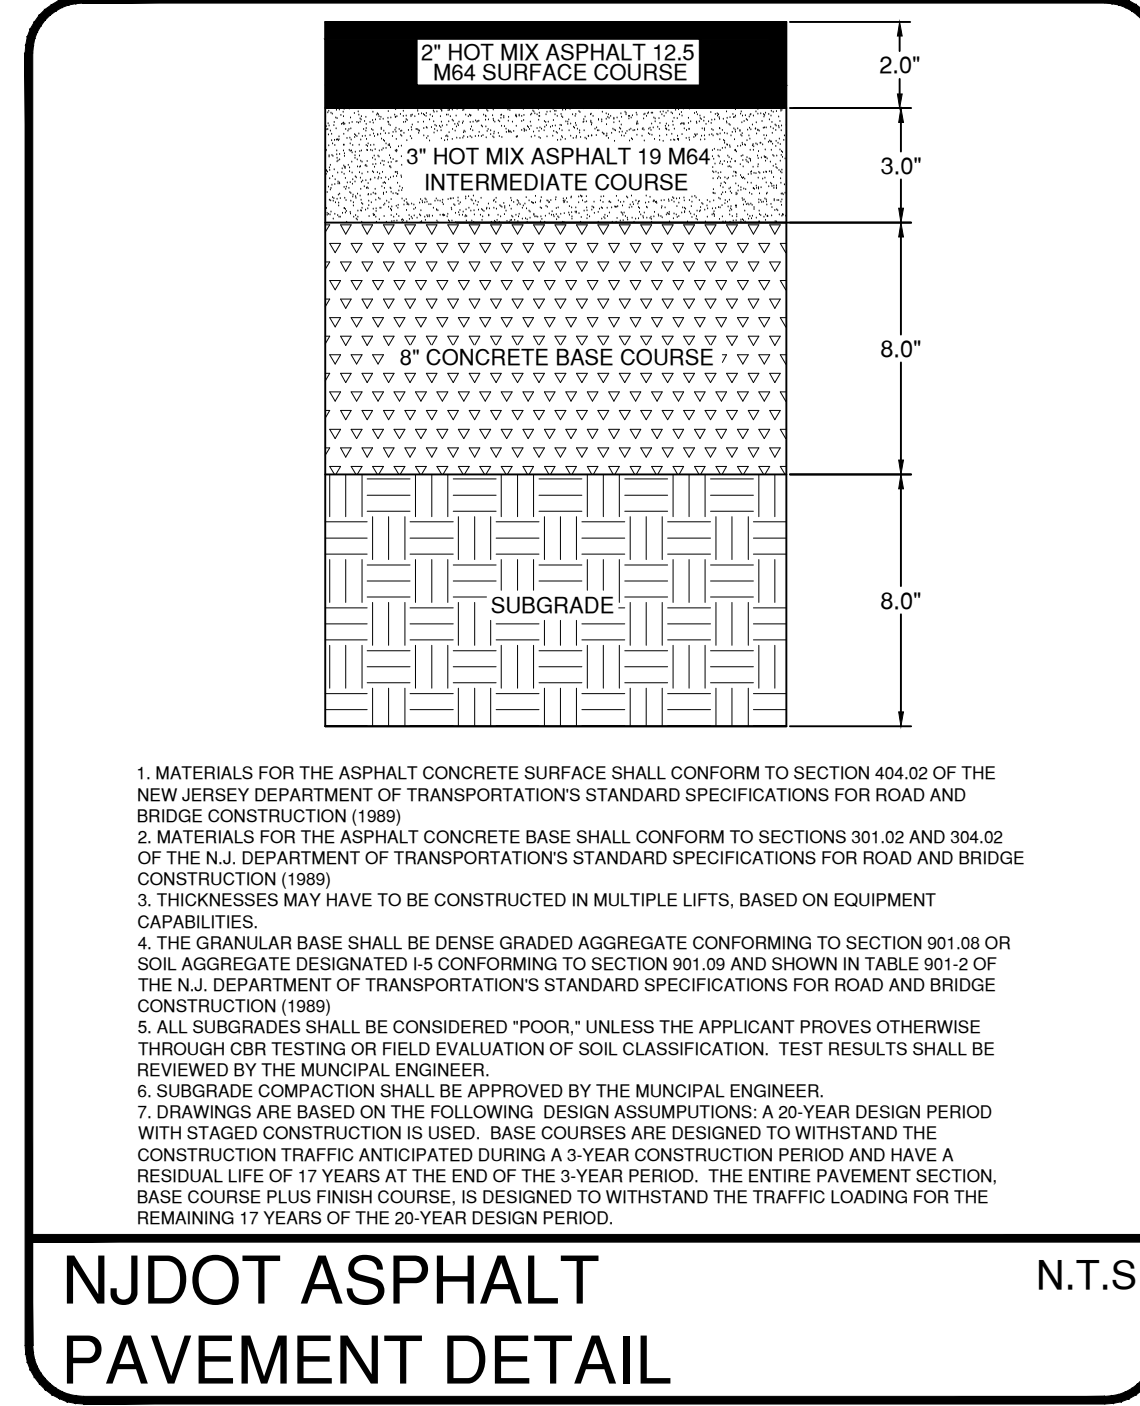 2" HOT MIX ASPHALT 12.5
M64 SURFACE COURSE
2.0"
3" HOT MIX ASPHALT 19 M64
INTERMEDIATE COURSE
3.0"
8" CONCRETE BASE COURSE
8.0"
SUBGRADE
8.0"
1. MATERIALS FOR THE ASPHALT CONCRETE SURFACE SHALL CONFORM TO SECTION 404.02 OF THE
NEW JERSEY DEPARTMENT OF TRANSPORTATION'S STANDARD SPECIFICATIONS FOR ROAD AND
BRIDGE CONSTRUCTION (1989)
2. MATERIALS FOR THE ASPHALT CONCRETE BASE SHALL CONFORM TO SECTIONS 301.02 AND 304.02
OF THE N.J. DEPARTMENT OF TRANSPORTATION'S STANDARD SPECIFICATIONS FOR ROAD AND BRIDGE
CONSTRUCTION (1989)
3. THICKNESSES MAY HAVE TO BE CONSTRUCTED IN MULTIPLE LIFTS, BASED ON EQUIPMENT
CAPABILITIES.
4. THE GRANULAR BASE SHALL BE DENSE GRADED AGGREGATE CONFORMING TO SECTION 901.08 OR
SOIL AGGREGATE DESIGNATED I-5 CONFORMING TO SECTION 901.09 AND SHOWN IN TABLE 901-2 OF
THE N.J. DEPARTMENT OF TRANSPORTATION'S STANDARD SPECIFICATIONS FOR ROAD AND BRIDGE
CONSTRUCTION (1989)
5. ALL SUBGRADES SHALL BE CONSIDERED "POOR," UNLESS THE APPLICANT PROVES OTHERWISE
THROUGH CBR TESTING OR FIELD EVALUATION OF SOIL CLASSIFICATION. TEST RESULTS SHALL BE
REVIEWED BY THE MUNCIPAL ENGINEER.
6. SUBGRADE COMPACTION SHALL BE APPROVED BY THE MUNCIPAL ENGINEER.
7. DRAWINGS ARE BASED ON THE FOLLOWING DESIGN ASSUMPUTIONS: A 20-YEAR DESIGN PERIOD
WITH STAGED CONSTRUCTION IS USED. BASE COURSES ARE DESIGNED TO WITHSTAND THE
CONSTRUCTION TRAFFIC ANTICIPATED DURING A 3-YEAR CONSTRUCTION PERIOD AND HAVE A
RESIDUAL LIFE OF 17 YEARS AT THE END OF THE 3-YEAR PERIOD. THE ENTIRE PAVEMENT SECTION,
BASE COURSE PLUS FINISH COURSE, IS DESIGNED TO WITHSTAND THE TRAFFIC LOADING FOR THE
REMAINING 17 YEARS OF THE 20-YEAR DESIGN PERIOD.
NJDOT ASPHALT
PAVEMENT DETAIL
N.T.S